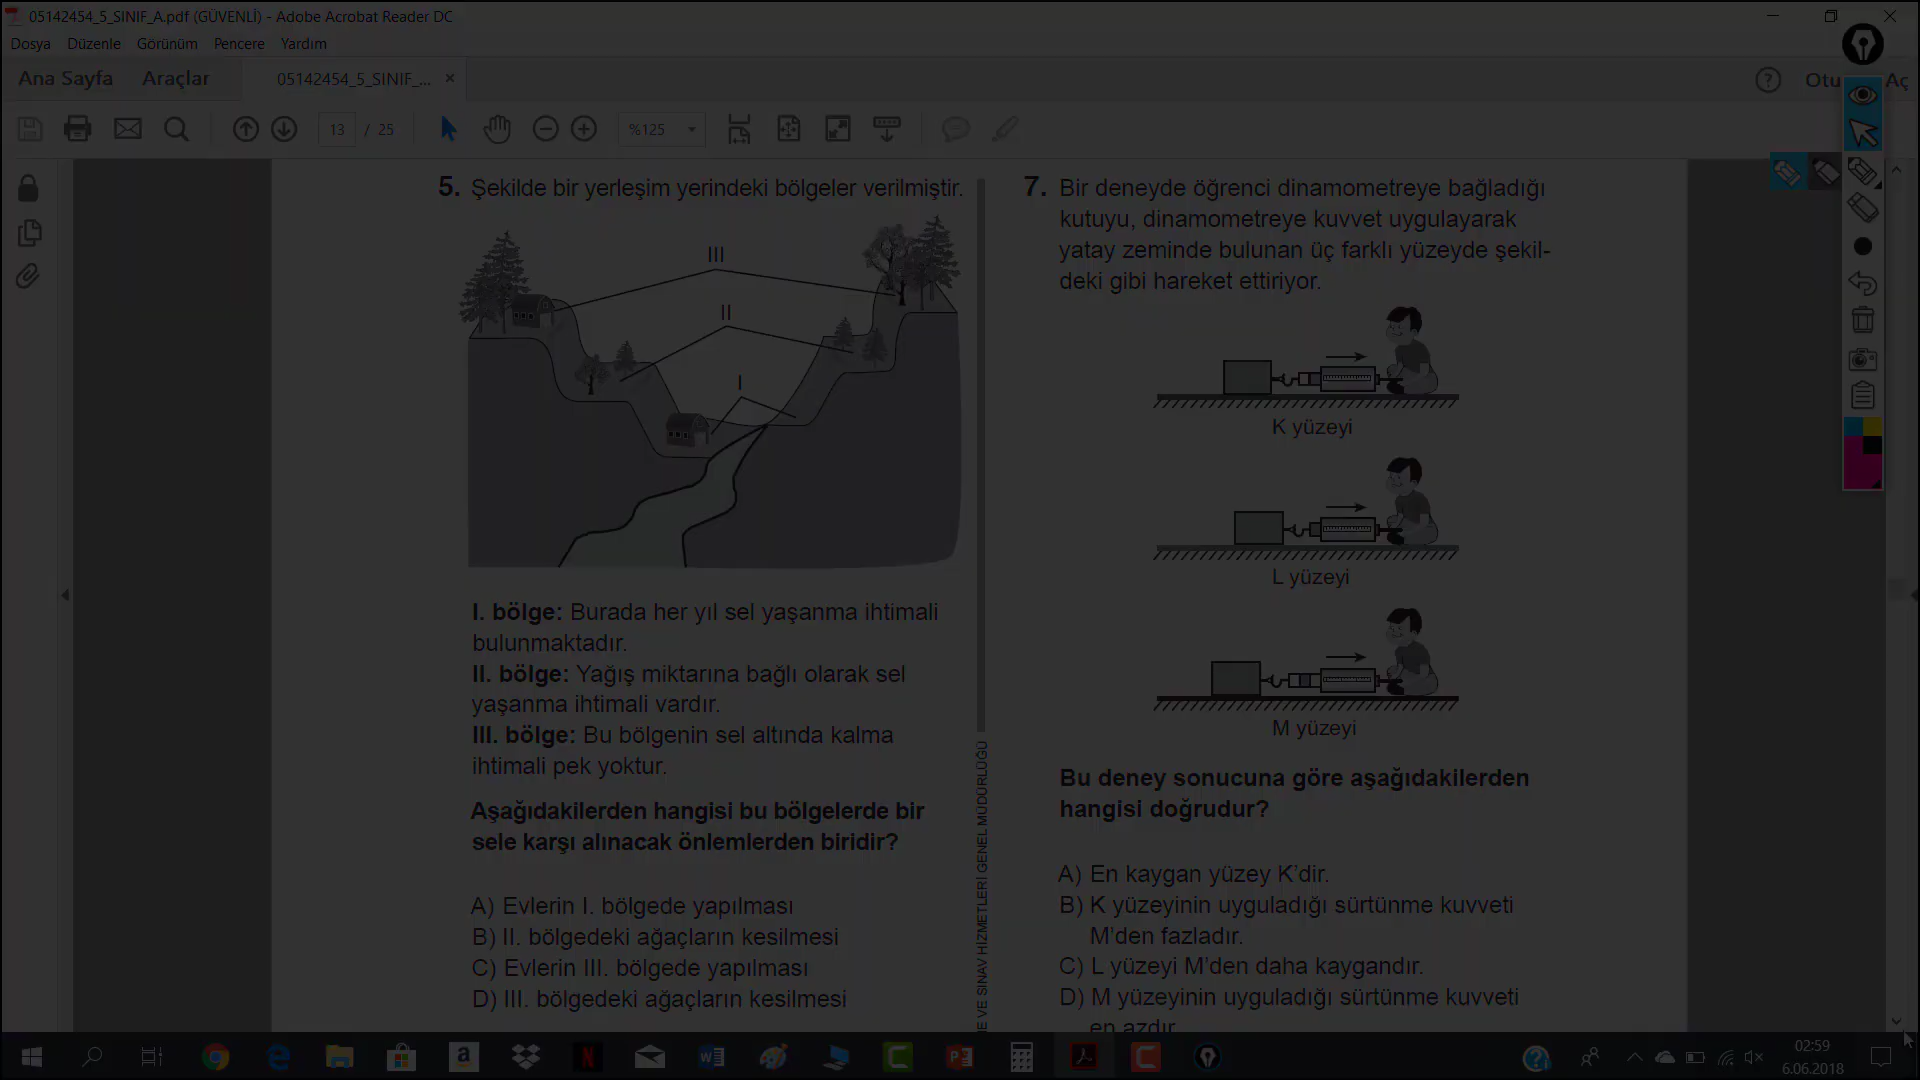 05142454_5_SINIF_A.pdf (GÜVENLİ) - Adobe Acrobat Reader DC
Dosya Düzenle Görünüm Pencere Yardım
Ana Sayfa Araçlar 05142454_5_SINIF_... × Otu Aç
13 / 25 %125
5. Şekilde bir yerleşim yerindeki bölgeler verilmiştir.
III
II
I
I. bölge: Burada her yıl sel yaşanma ihtimali
bulunmaktadır.
II. bölge: Yağış miktarına bağlı olarak sel
yaşanma ihtimali vardır.
III. bölge: Bu bölgenin sel altında kalma
ihtimali pek yoktur.
Aşağıdakilerden hangisi bu bölgelerde bir
sele karşı alınacak önlemlerden biridir?
A) Evlerin I. bölgede yapılması
B) II. bölgedeki ağaçların kesilmesi
C) Evlerin III. bölgede yapılması
D) III. bölgedeki ağaçların kesilmesi
VE SINAV HİZMETLERİ GENEL MÜDÜRLÜĞÜ
7. Bir deneyde öğrenci dinamometreye bağladığı
kutuyu, dinamometreye kuvvet uygulayarak
yatay zeminde bulunan üç farklı yüzeyde şekil-
deki gibi hareket ettiriyor.
K yüzeyi
L yüzeyi
M yüzeyi
Bu deney sonucuna göre aşağıdakilerden
hangisi doğrudur?
A) En kaygan yüzey K'dir.
B) K yüzeyinin uyguladığı sürtünme kuvveti
M'den fazladır.
C) L yüzeyi M'den daha kaygandır.
D) M yüzeyinin uyguladığı sürtünme kuvveti
en azdır.
02:59
6.06.2018